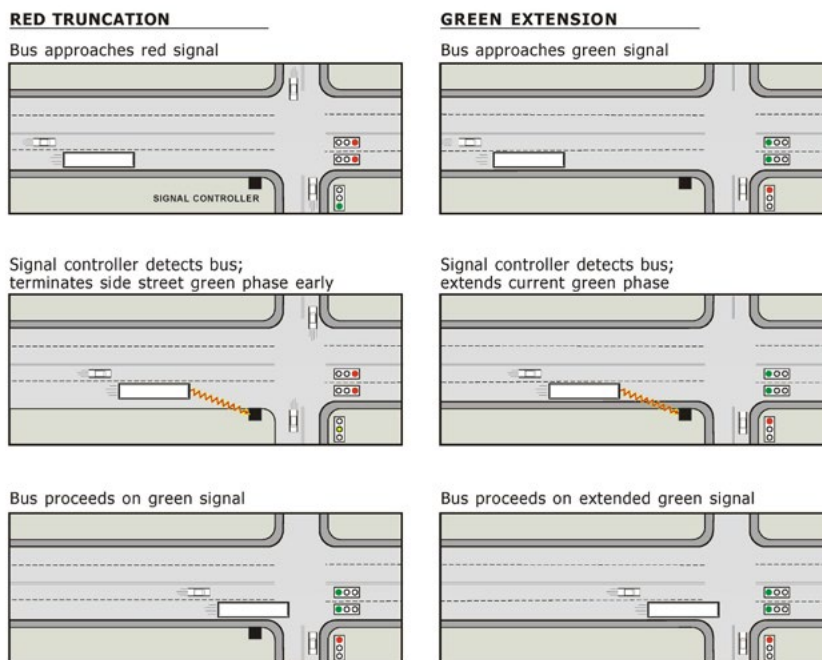 RED TRUNCATION
Bus approaches red signal
SIGNAL CONTROLLER
Signal controller detects bus;
terminates side street green phase early
Bus proceeds on green signal
GREEN EXTENSION
Bus approaches green signal
Signal controller detects bus;
extends current green phase
Bus proceeds on extended green signal